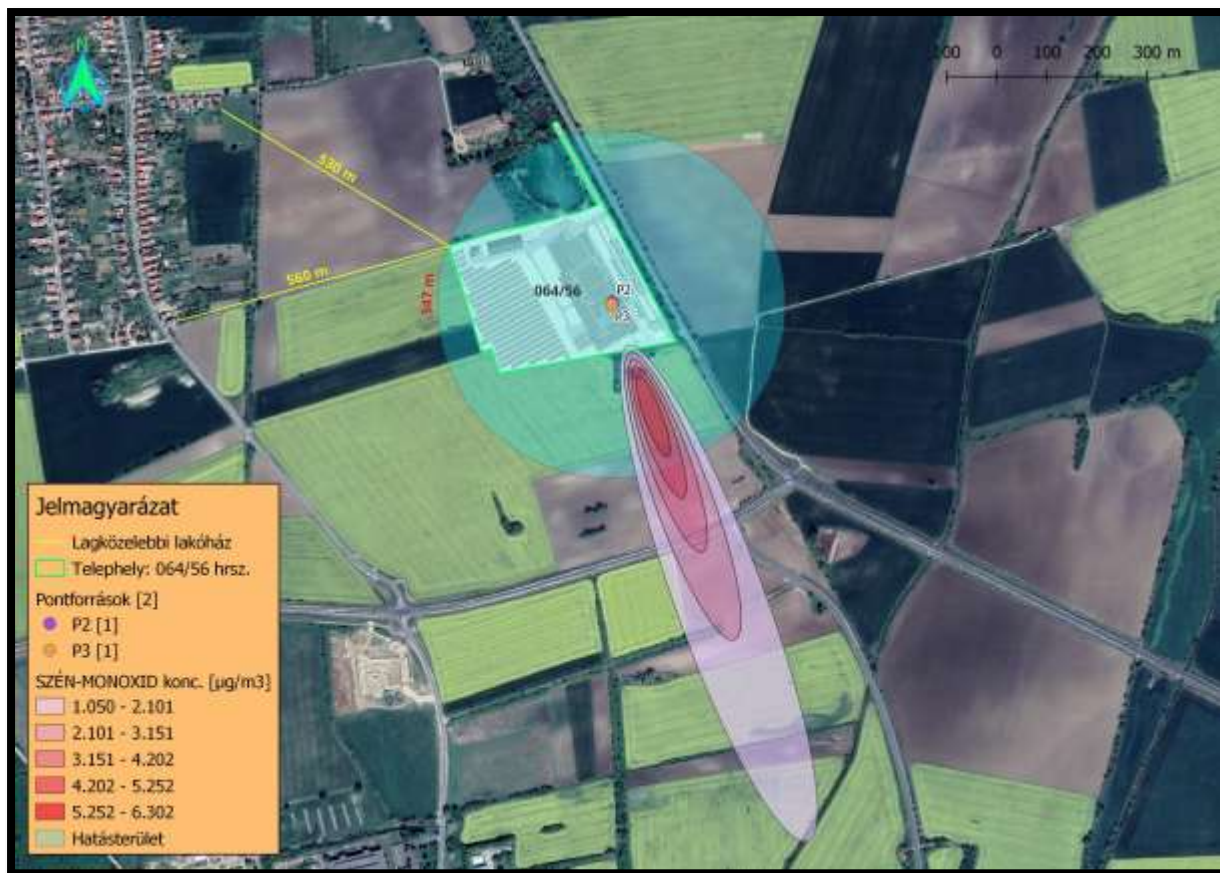 N
100 0 100 200 300 m
530 m
560 m
347 m
064/56
P2
P3
Jelmagyarázat
Lagközelebbi lakóház
Telephely: 064/56 hrsz.
Pontforrások [2]
P2 [1]
P3 [1]
SZÉN-MONOXID konc. [µg/m3]
1.050 - 2.101
2.101 - 3.151
3.151 - 4.202
4.202 - 5.252
5.252 - 6.302
Hatásterület